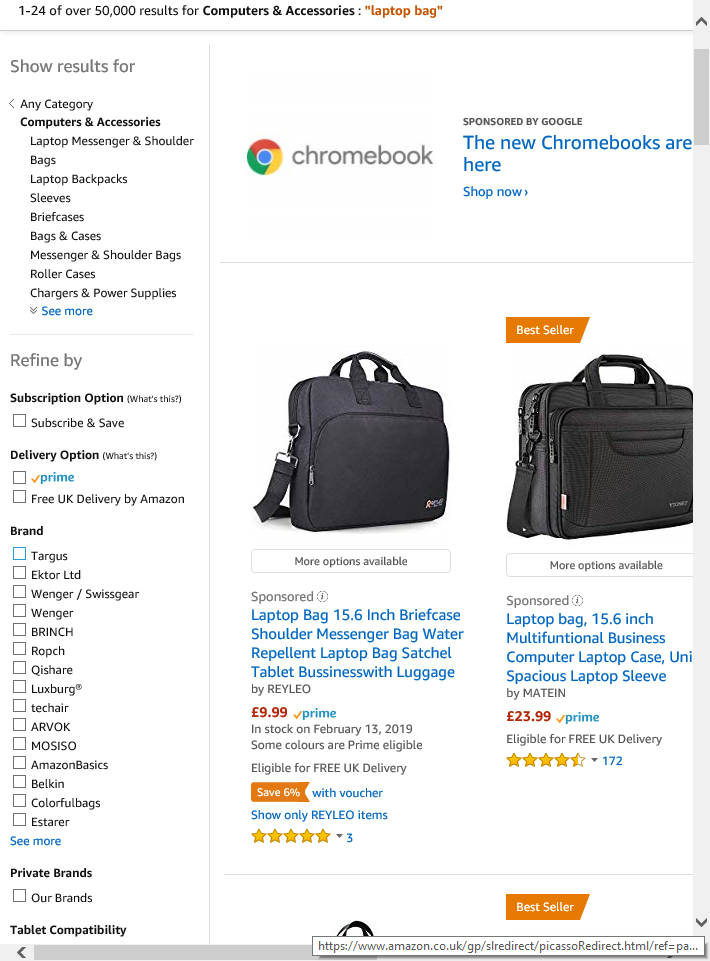 1-24 of over 50,000 results for Computers & Accessories : "laptop bag"
Show results for
Any Category
Computers & Accessories
Laptop Messenger & Shoulder
Bags
Laptop Backpacks
Sleeves
Briefcases
Bags & Cases
Messenger & Shoulder Bags
Roller Cases
Chargers & Power Supplies
See more
Refine by
Subscription Option (What's this?)
Subscribe & Save
Delivery Option (What's this?)
prime
Free UK Delivery by Amazon
Brand
Targus
Ektor Ltd
Wenger / Swissgear
Wenger
BRINCH
Ropch
Qishare
Luxburg®
techair
ARVOK
MOSISO
AmazonBasics
Belkin
Colorfulbags
Estarer
See more
Private Brands
Our Brands
Tablet Compatibility
chromebook
SPONSORED BY GOOGLE
The new Chromebooks are
here
Shop now ›
More options available
Sponsored
Laptop Bag 15.6 Inch Briefcase
Shoulder Messenger Bag Water
Repellent Laptop Bag Satchel
Tablet Bussinesswith Luggage
by REYLEO
£9.99 prime
In stock on February 13, 2019
Some colours are Prime eligible
Eligible for FREE UK Delivery
Save 6% with voucher
Show only REYLEO items
3
Best Seller
More options available
Sponsored
Laptop bag, 15.6 inch
Multifuntional Business
Computer Laptop Case, Uni
Spacious Laptop Sleeve
by MATEIN
£23.99 prime
Eligible for FREE UK Delivery
172
Best Seller
https://www.amazon.co.uk/gp/slredirect/picassoRedirect.html/ref=pa...